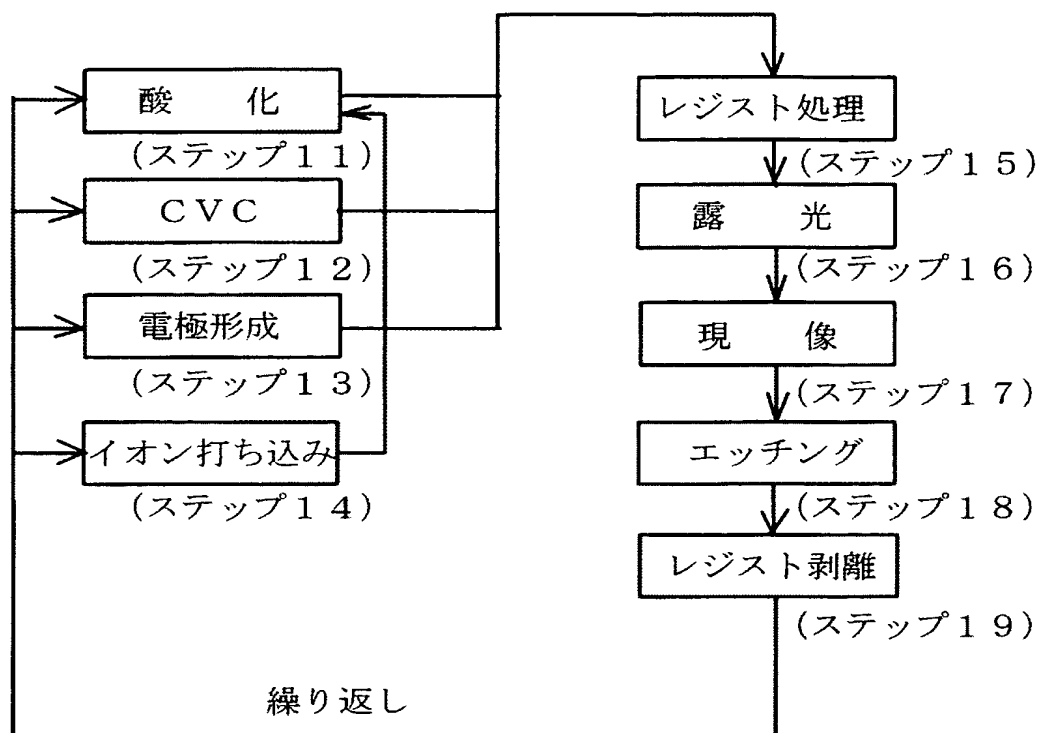 酸　　化
(ステップ１１)
ＣＶＣ
(ステップ１２)
電極形成
(ステップ１３)
イオン打ち込み
(ステップ１４)
レジスト処理
(ステップ１５)
露　　光
(ステップ１６)
現　　像
(ステップ１７)
エッチング
(ステップ１８)
レジスト剥離
(ステップ１９)
繰り返し